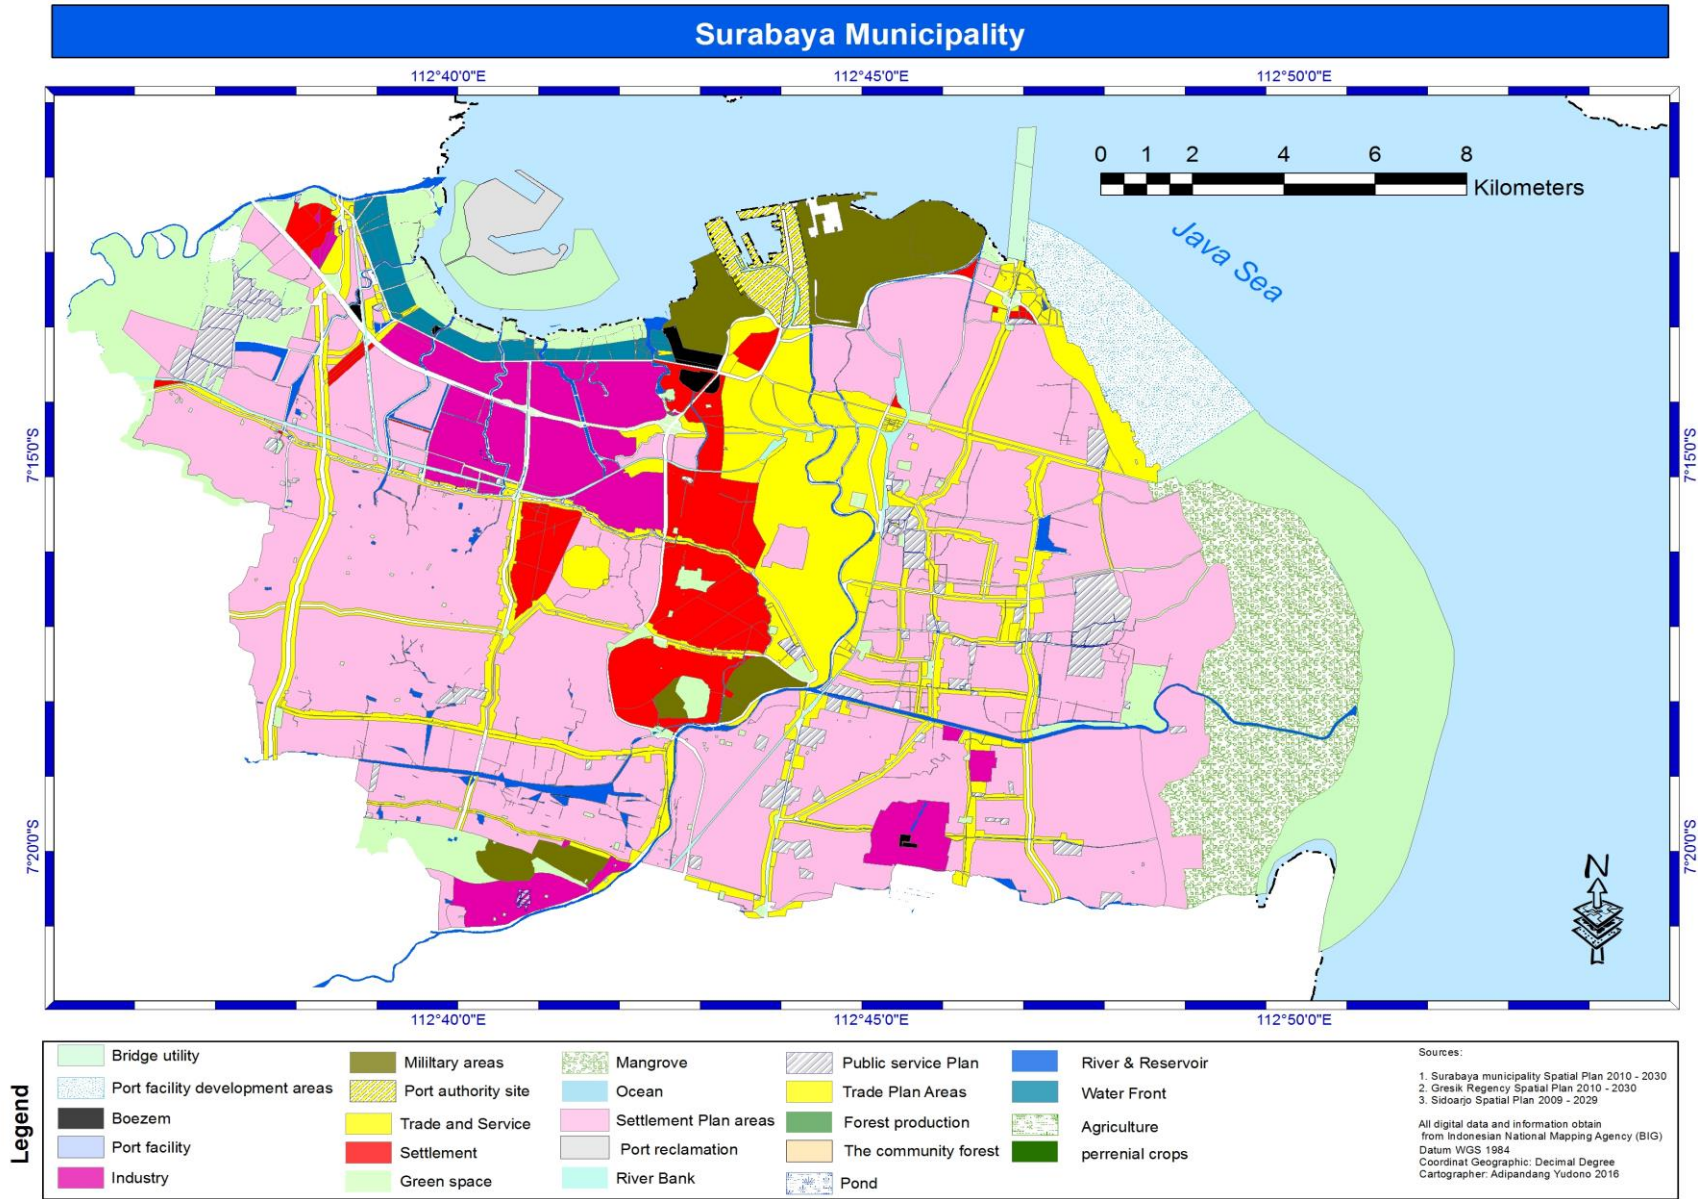 Surabaya Municipality
112°40'0"E
112°45'0"E
112°50'0"E
0 1 2 4 6 8
Kilometers
Java Sea
7°15'0"S
7°15'0"S
7°20'0"S
7°20'0"S
N
112°40'0"E
112°45'0"E
112°50'0"E
Legend
Bridge utility
Port facility development areas
Boezem
Port facility
Industry
Mililtary areas
Port authority site
Trade and Service
Settlement
Green space
Mangrove
Ocean
Settlement Plan areas
Port reclamation
River Bank
Public service Plan
Trade Plan Areas
Forest production
The community forest
Pond
River & Reservoir
Water Front
Agriculture
perrenial crops
Sources:
1. Surabaya municipality Spatial Plan 2010 - 2030
2. Gresik Regency Spatial Plan 2010 - 2030
3. Sidoarjo Spatial Plan 2009 - 2029
All digital data and information obtain
from Indonesian National Mapping Agency (BIG)
Datum WGS 1984
Coordinat Geographic: Decimal Degree
Cartographer: Adipandang Yudono 2016